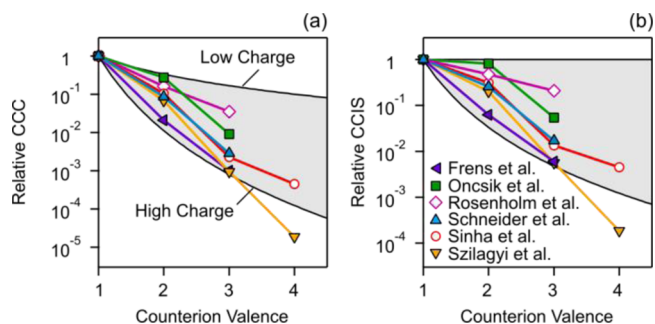 (a)
Relative CCC
1
10-1
10-2
10-3
10-4
10-5
Low Charge
High Charge
1 2 3 4
Counterion Valence
(b)
Relative CCIS
1
10-1
10-2
10-3
10-4
Frens et al.
Oncsik et al.
Rosenholm et al.
Schneider et al.
Sinha et al.
Szilagyi et al.
1 2 3 4
Counterion Valence